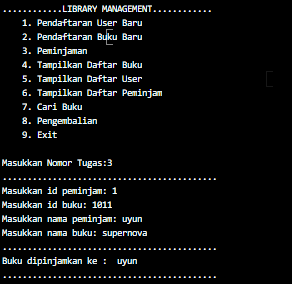 ............LIBRARY MANAGEMENT............
1. Pendaftaran User Baru
2. Pendaftaran Buku Baru
3. Peminjaman
4. Tampilkan Daftar Buku
5. Tampilkan Daftar User
6. Tampilkan Daftar Peminjam
7. Cari Buku
8. Pengembalian
9. Exit
Masukkan Nomor Tugas:3
...........................................
Masukkan id peminjam: 1
Masukkan id buku: 1011
Masukkan nama peminjam: uyun
Masukkan nama buku: supernova
...........................................
Buku dipinjamkan ke :  uyun
...........................................